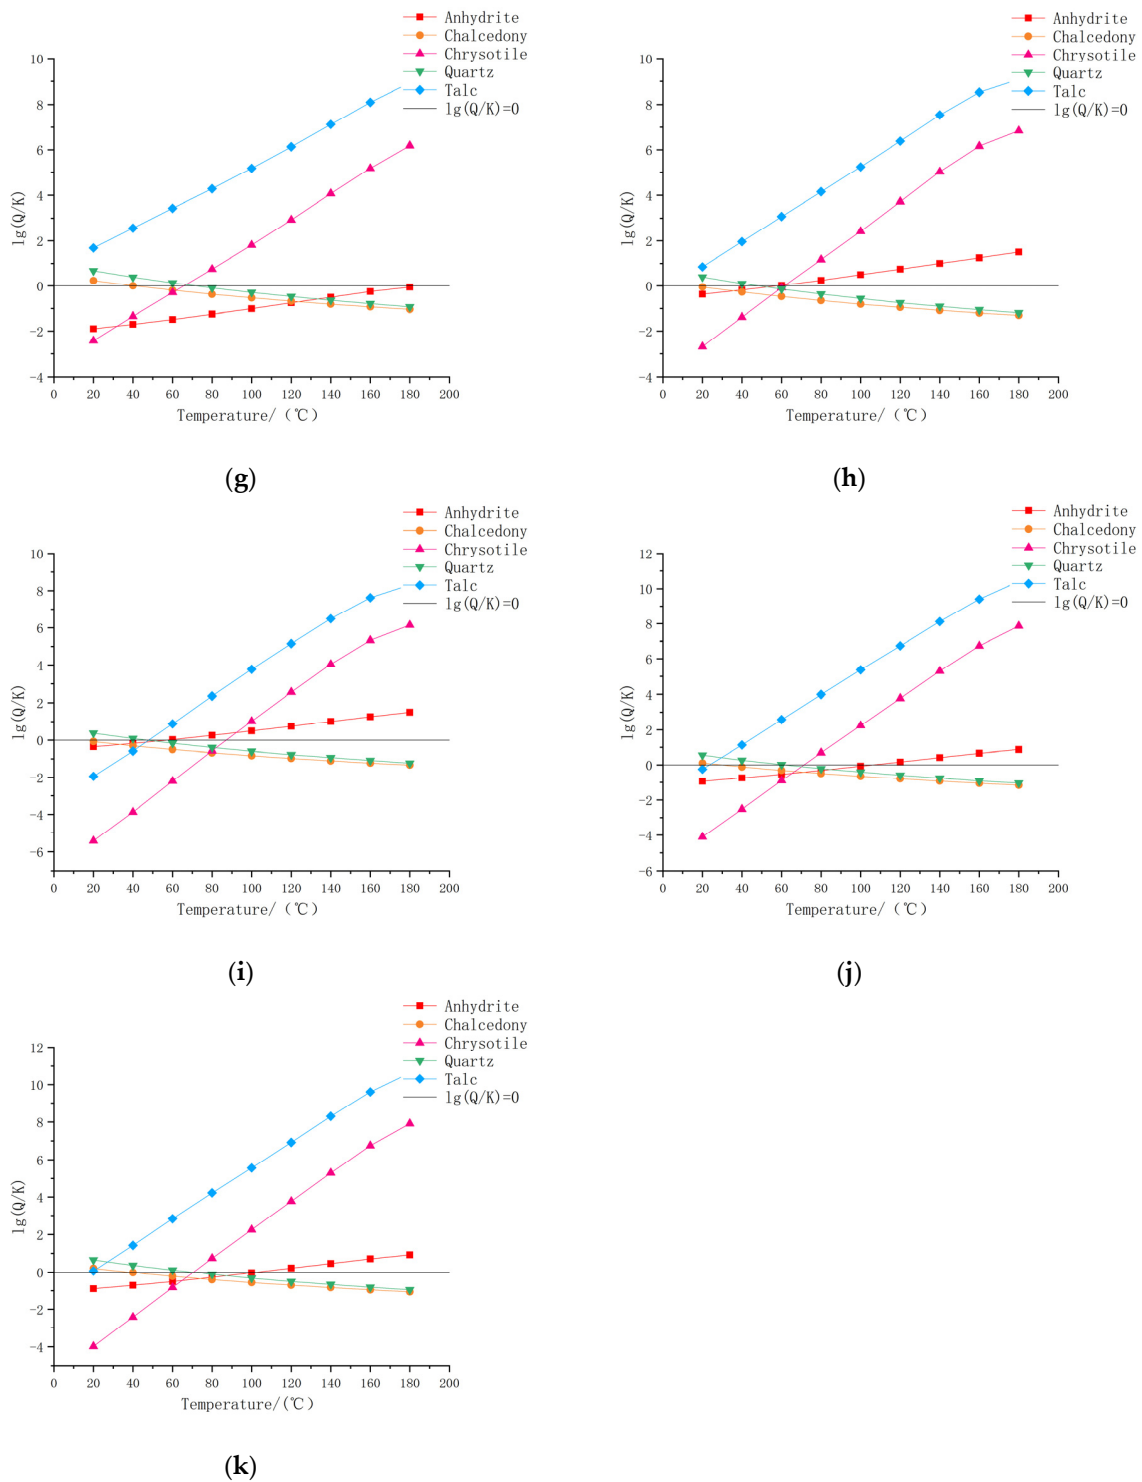 Anhydrite
Chalcedony
Chrysotile
Quartz
Talc
lg(Q/K)=0
10
8
6
4
2
0
-2
-4
lg(Q/K)
0 20 40 60 80 100 120 140 160 180 200
Temperature/（℃）
(g)
Anhydrite
Chalcedony
Chrysotile
Quartz
Talc
lg(Q/K)=0
10
8
6
4
2
0
-2
-4
lg(Q/K)
0 20 40 60 80 100 120 140 160 180 200
Temperature/（℃）
(h)
Anhydrite
Chalcedony
Chrysotile
Quartz
Talc
lg(Q/K)=0
10
8
6
4
2
0
-2
-4
-6
lg(Q/K)
0 20 40 60 80 100 120 140 160 180 200
Temperature/（℃）
(i)
Anhydrite
Chalcedony
Chrysotile
Quartz
Talc
lg(Q/K)=0
12
10
8
6
4
2
0
-2
-4
-6
lg(Q/K)
0 20 40 60 80 100 120 140 160 180 200
Temperature/（℃）
(j)
Anhydrite
Chalcedony
Chrysotile
Quartz
Talc
lg(Q/K)=0
12
10
8
6
4
2
0
-2
-4
lg(Q/K)
0 20 40 60 80 100 120 140 160 180 200
Temperature/(℃)
(k)